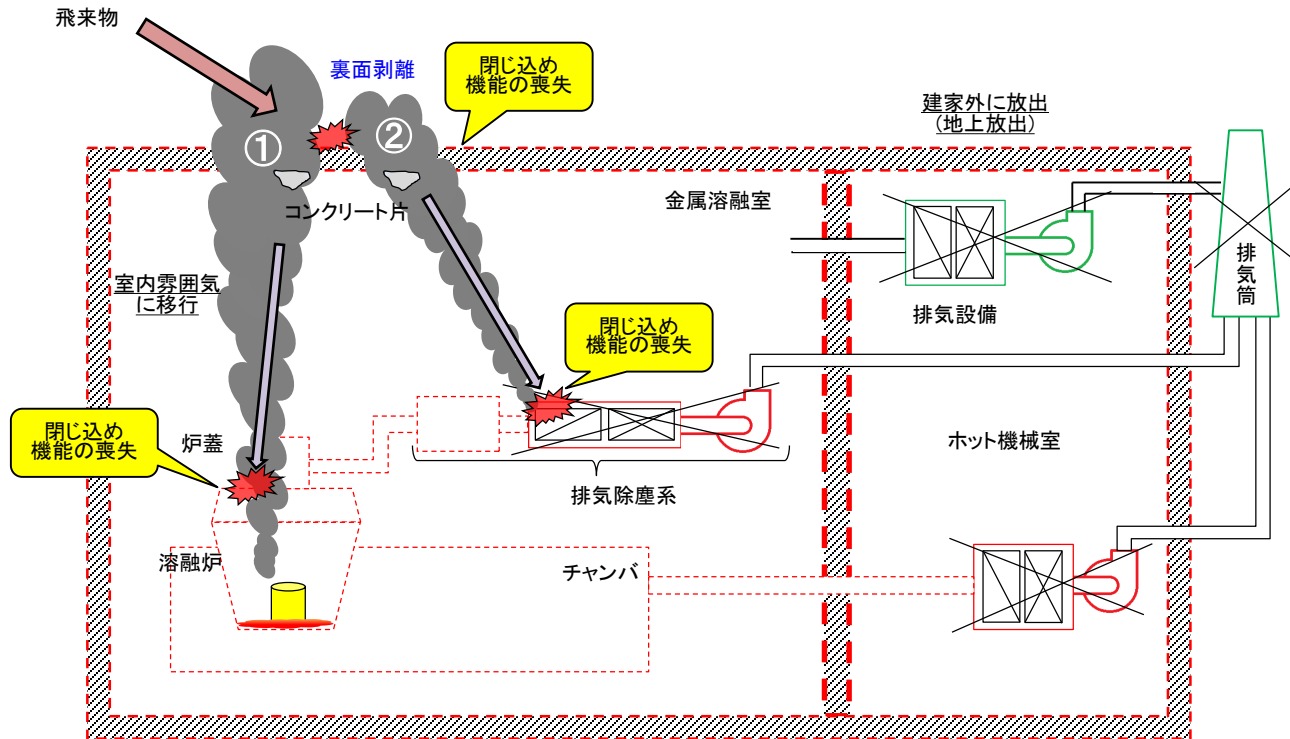 飛来物
裏面剥離
閉じ込め
機能の喪失
建家外に放出
(地上放出)
①
②
コンクリート片
金属溶融室
排気筒
室内雰囲気
に移行
排気設備
閉じ込め
機能の喪失
閉じ込め
機能の喪失
炉蓋
ホット機械室
排気除塵系
溶融炉
チャンバ